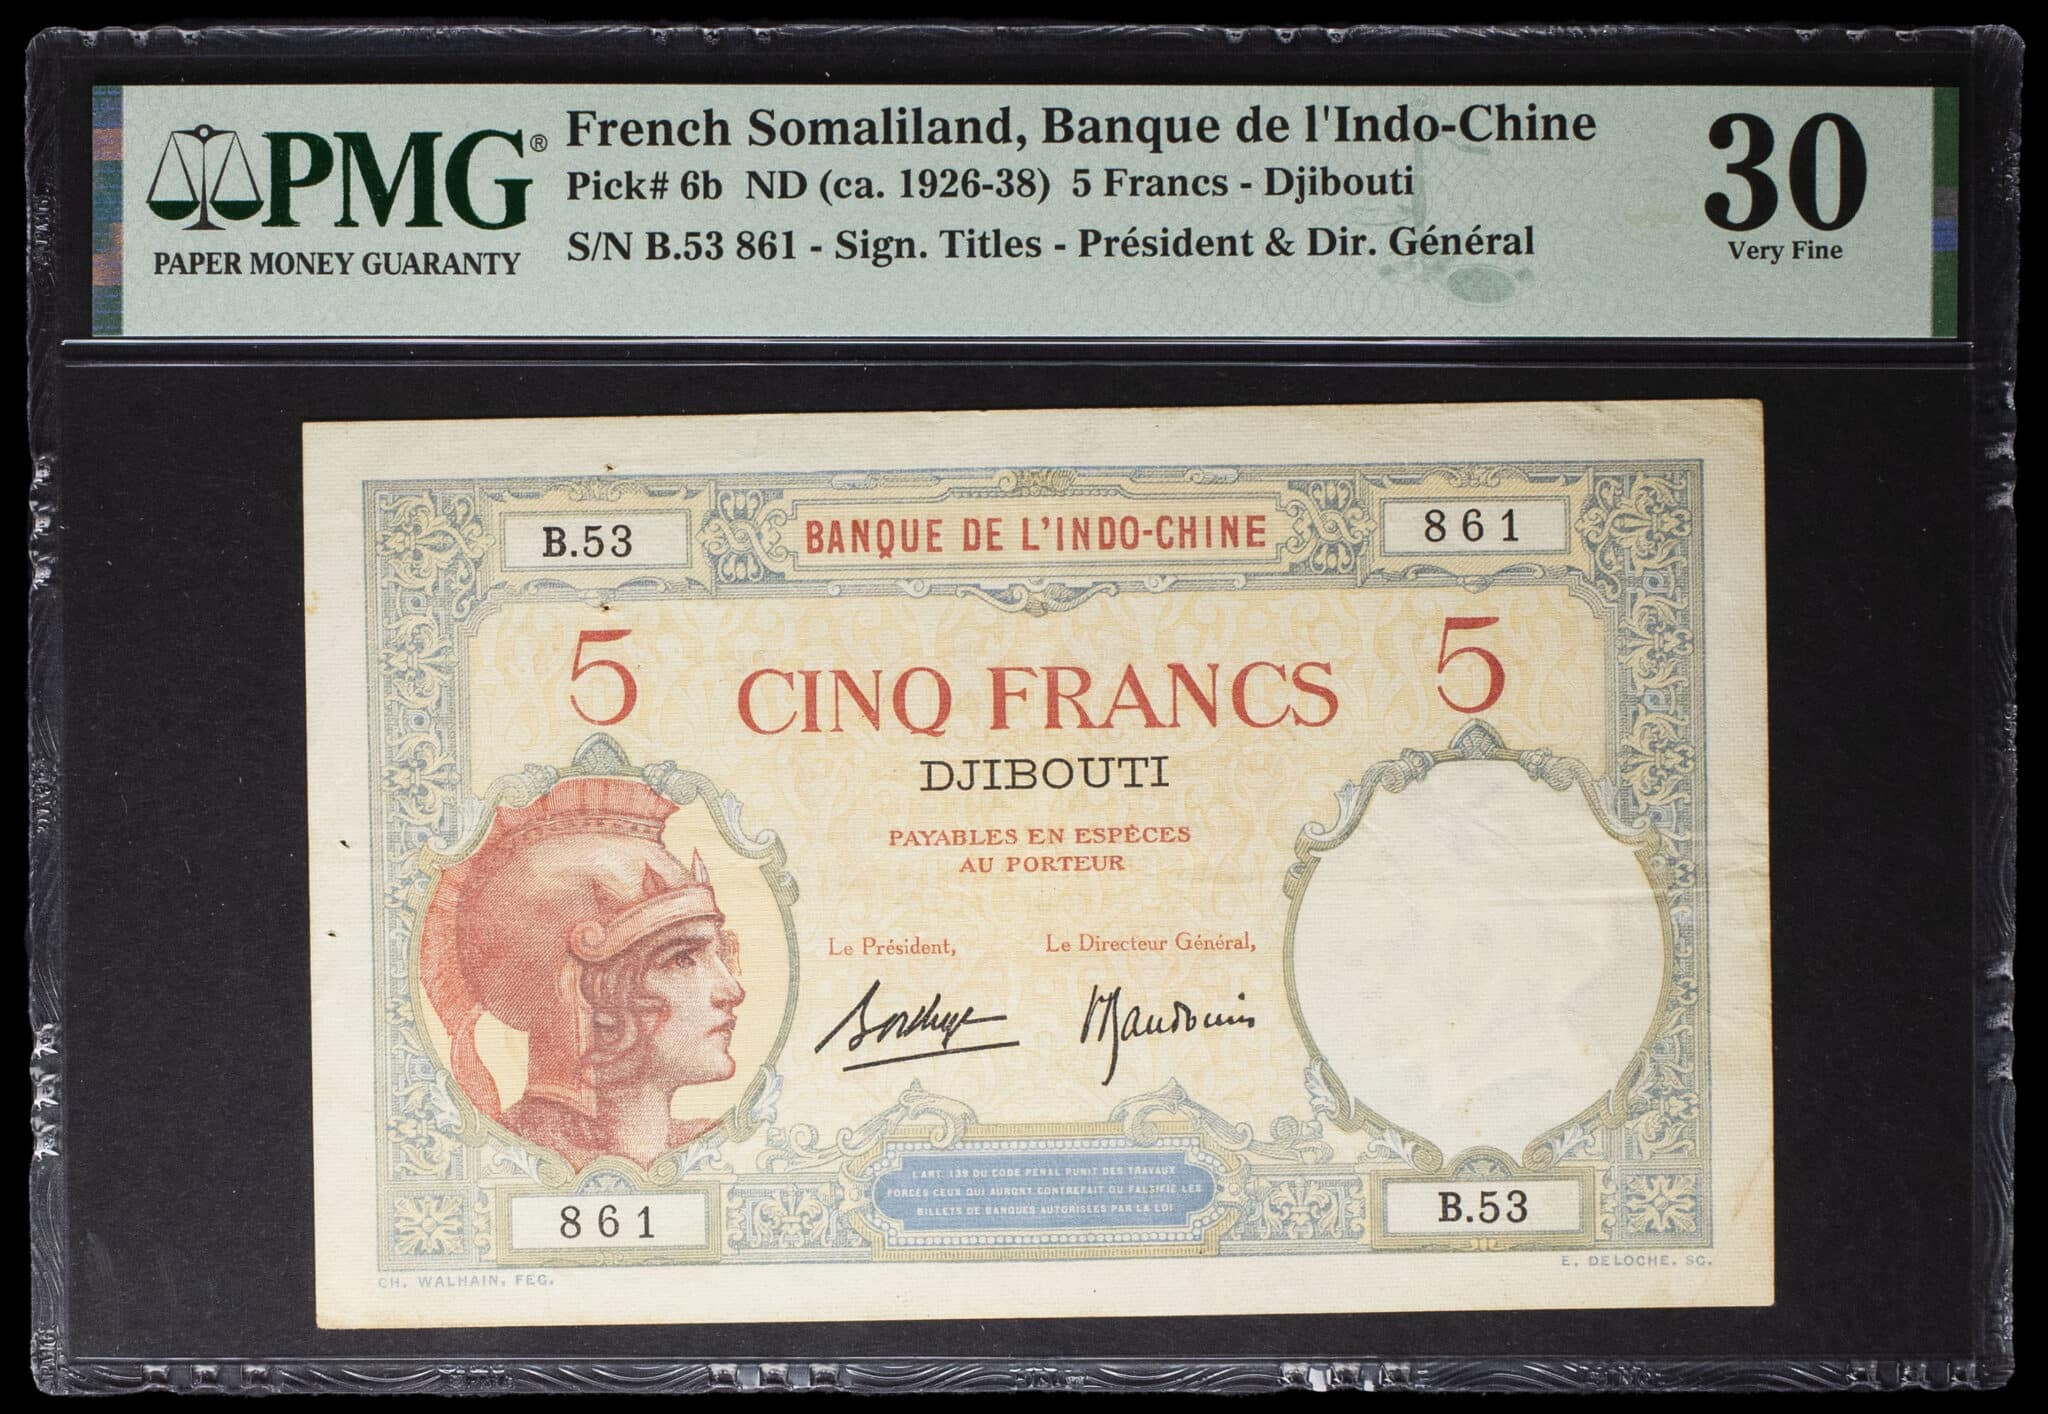 PMG®
PAPER MONEY GUARANTY
French Somaliland, Banque de l'Indo-Chine
Pick# 6b ND (ca. 1926-38) 5 Francs - Djibouti
S/N B.53 861 - Sign. Titles - Président & Dir. Général
30
Very Fine
B.53
BANQUE DE L'INDO-CHINE
861
5
CINQ FRANCS
5
DJIBOUTI
PAYABLES EN ESPÈCES
AU PORTEUR
Le Président,
Le Directeur Général,
L'ART. 139 DU CODE PENAL PUNIT DES TRAVAUX
FORCES CEUX QUI AURONT CONTREFAIT OU FALSIFIE LES
BILLETS DE BANQUES AUTORISEES PAR LA LOI
861
B.53
CH. WALHAIN. FEC.
E. DELOCHE. SC.